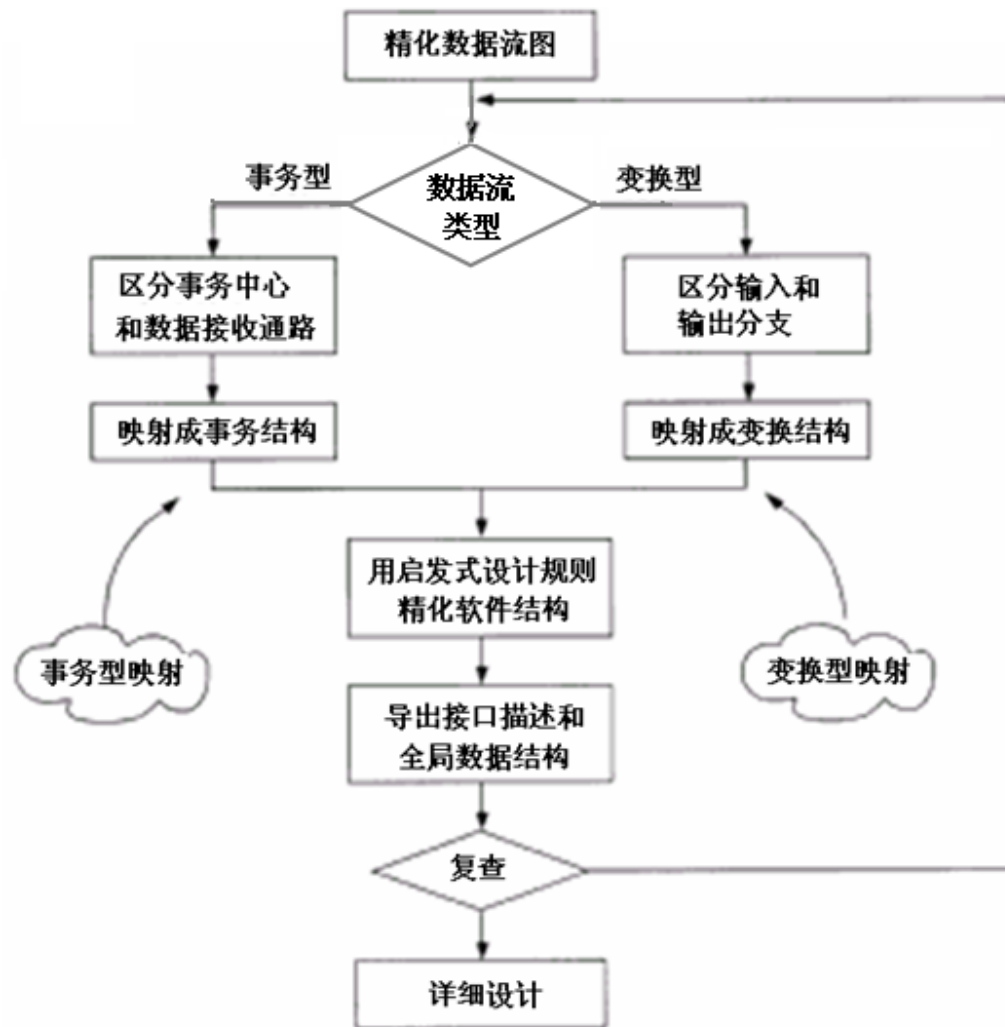 精化数据流图
事务型
变换型
数据流
类型
区分事务中心
和数据接收通路
区分输入和
输出分支
映射成事务结构
映射成变换结构
用启发式设计规则
精化软件结构
事务型映射
变换型映射
导出接口描述和
全局数据结构
复查
详细设计